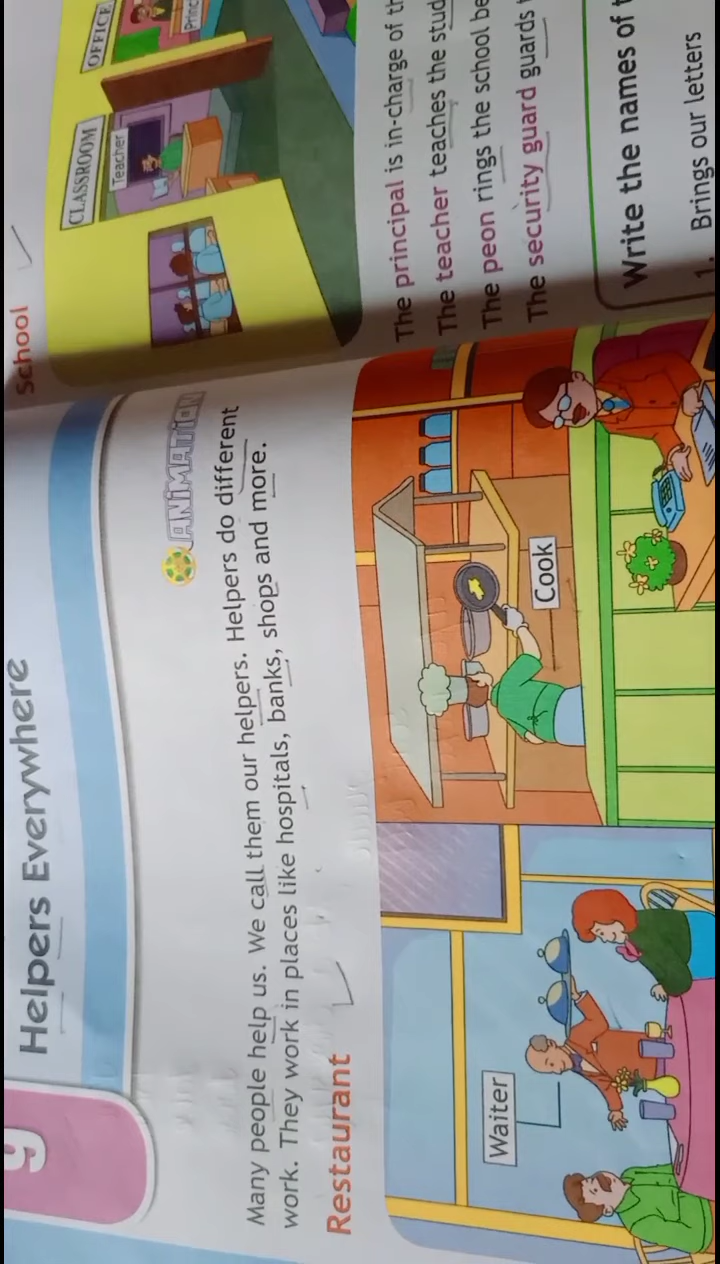 9
Helpers Everywhere
ANIMATION
Many people help us. We call them our helpers. Helpers do different
work. They work in places like hospitals, banks, shops and more.
Restaurant
Waiter
Cook
School
CLASSROOM
Teacher
OFFICE
The principal is in-charge of
The teacher teaches the
The peon rings the school
The security guard guards
Write the names of
1. Brings our letters